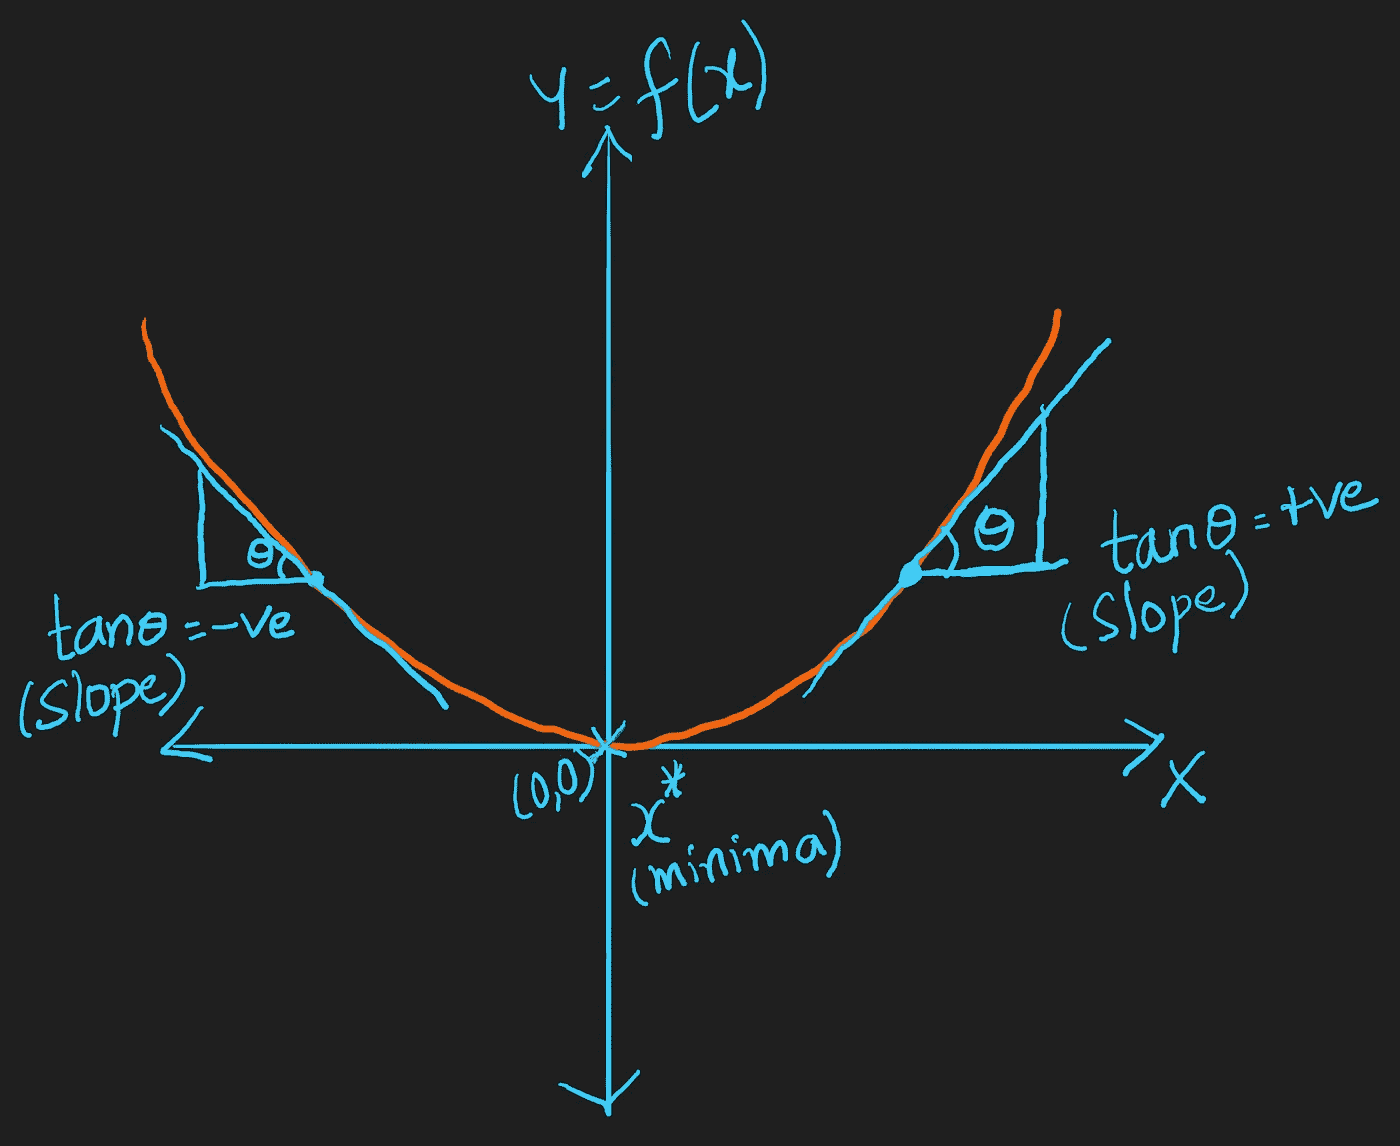 Y = f(x)
θ
tanθ = -ve
(Slope)
θ
tanθ = +ve
(Slope)
(0,0)
x*
(minima)
X